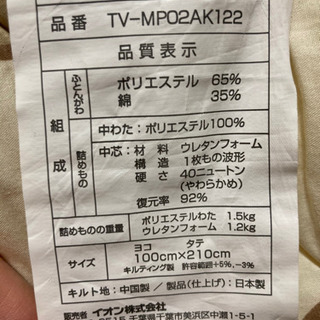 品番 TV-MP02AK122
品質表示
組成
ふとんがわ
ポリエステル 65%
綿 35%
詰めもの
中わた:ポリエステル100%
中芯: 材料 ウレタンフォーム
構造 1枚もの波形
硬さ 40ニュートン
(やわらかめ)
復元率 92%
詰めものの重量
ポリエステルわた 1.5kg
ウレタンフォーム 1.2kg
サイズ
ヨコ タテ
100cm×210cm
キルティング製 許容範囲+5%,-3%
キルト地:中国製 / 製品(仕上げ):日本製
イオン株式会社
千葉県千葉市美浜区中瀬1-5-1